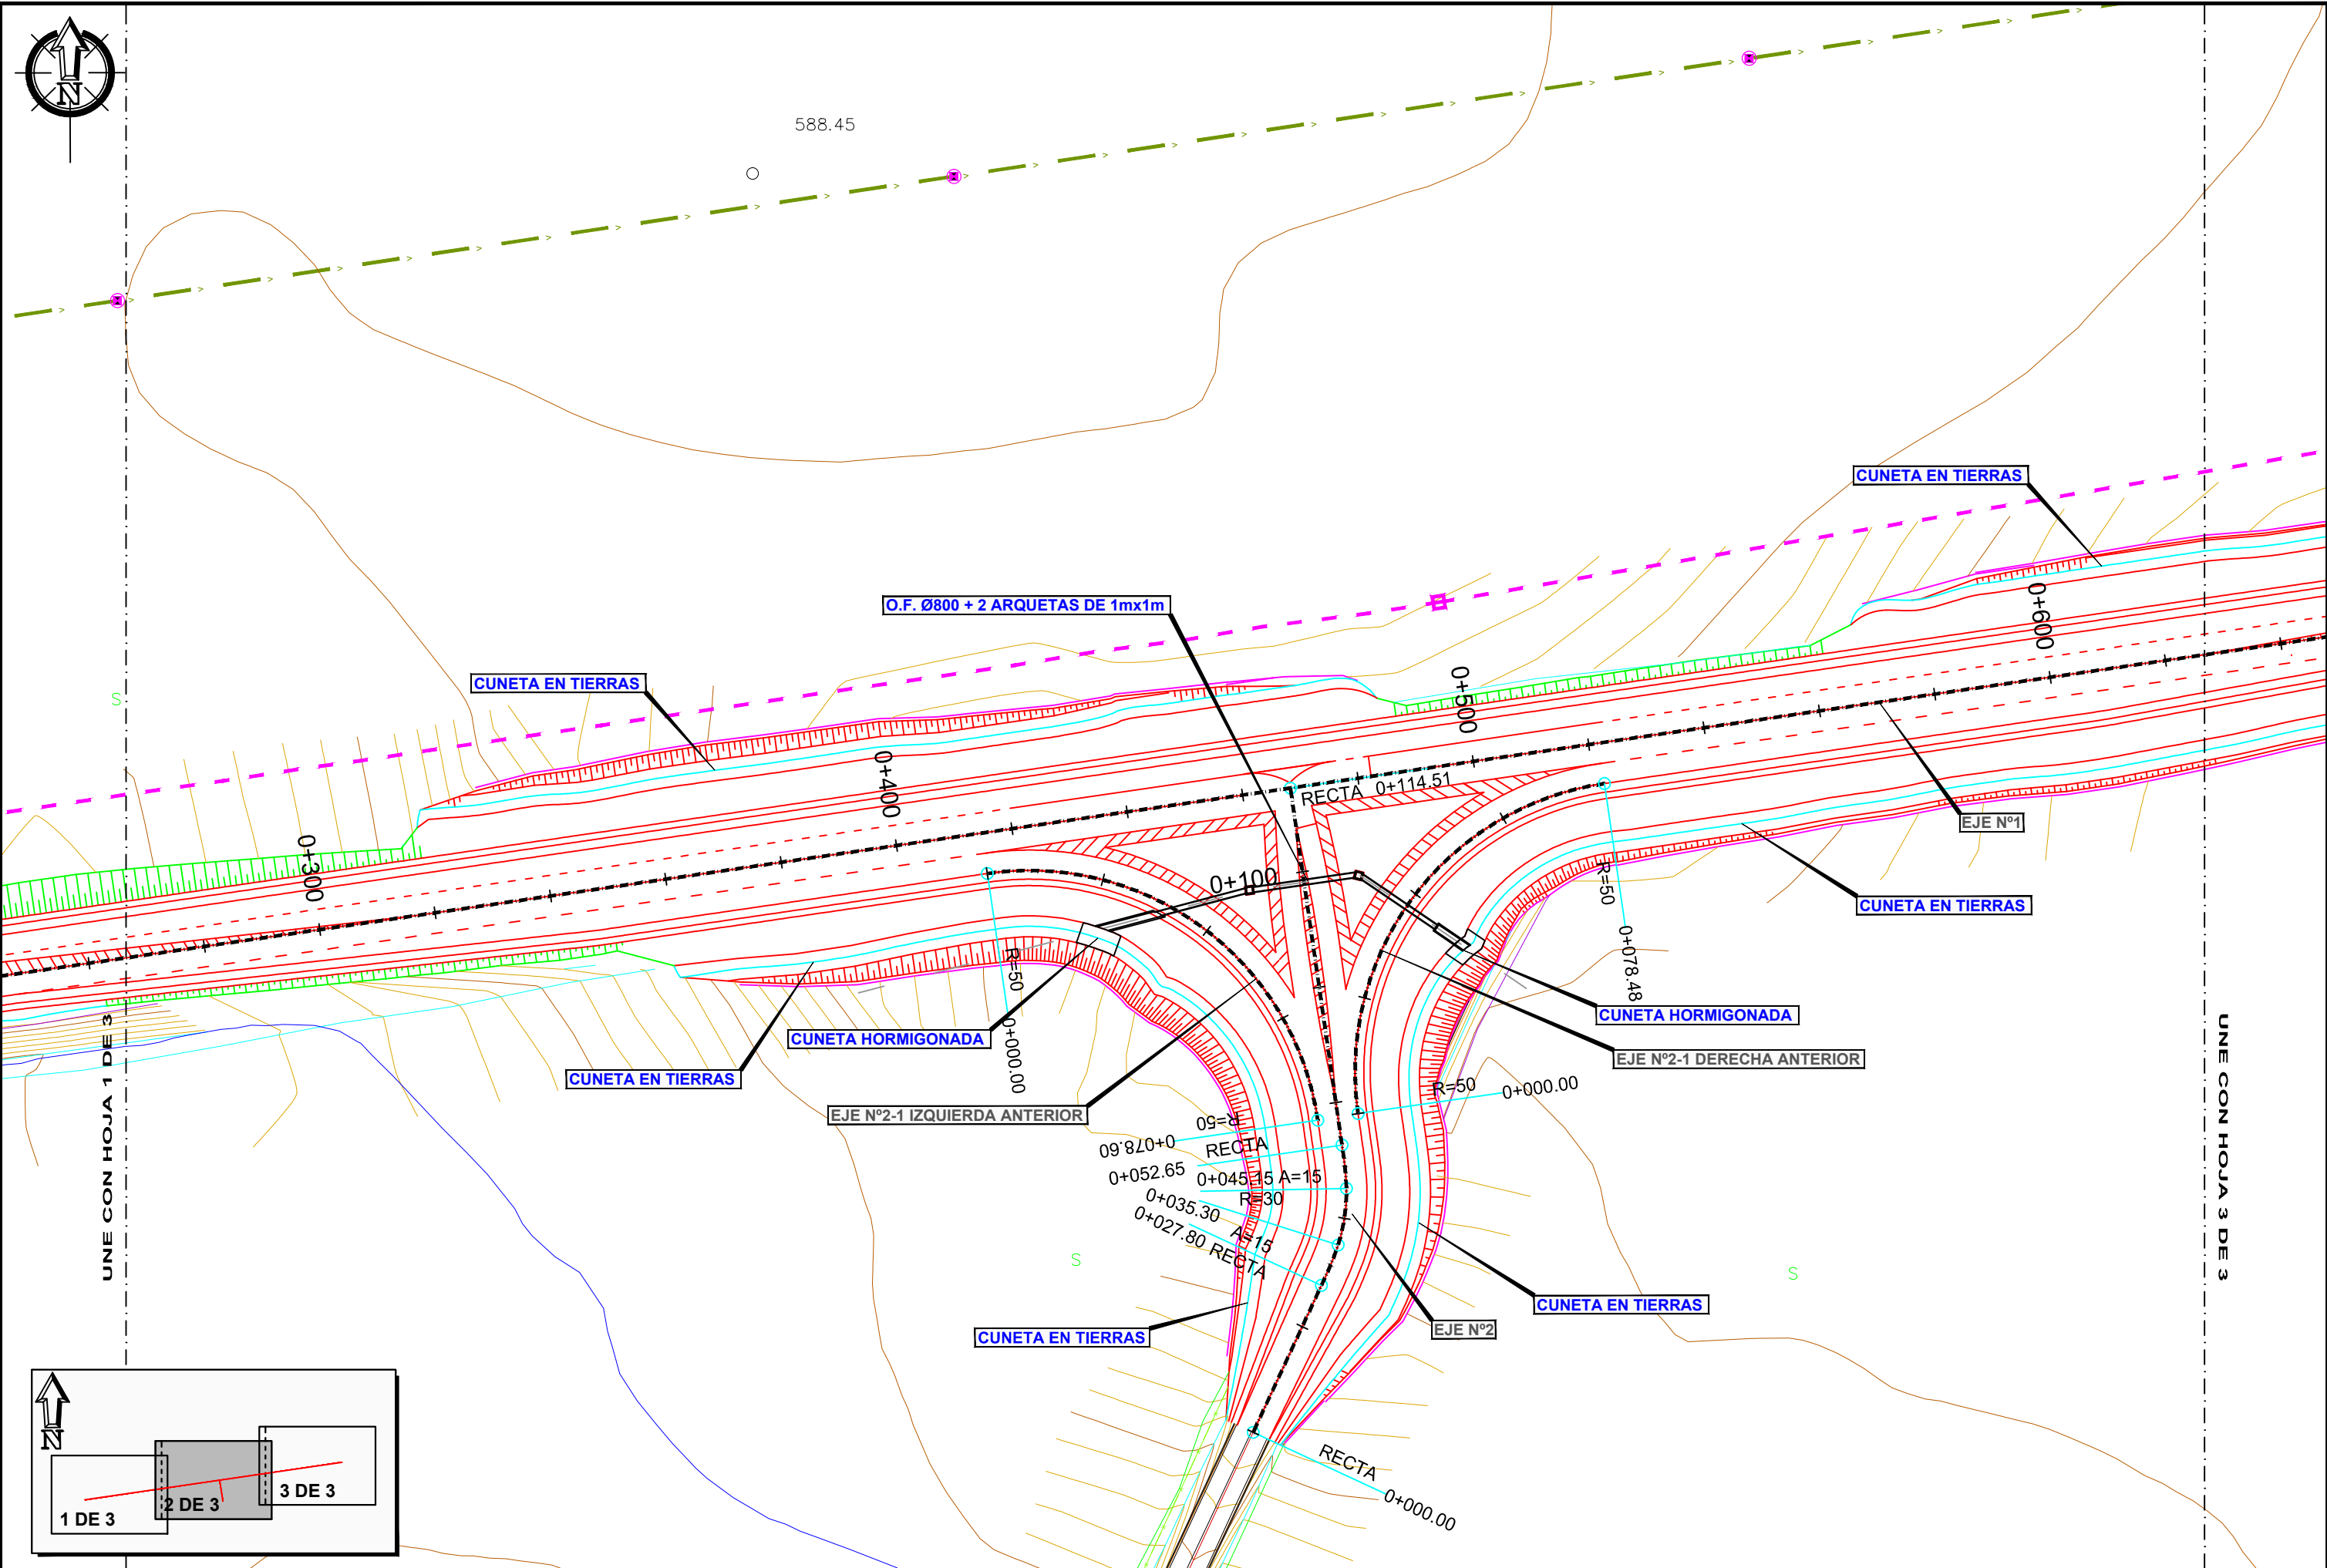 N
588.45
CUNETA EN TIERRAS
O.F. Ø800 + 2 ARQUETAS DE 1mx1m
0+600
CUNETA EN TIERRAS
0+500
S
0+400
RECTA 0+114.51
EJE Nº1
0+300
0+100
R=50
CUNETA EN TIERRAS
R=50
0+078.48
CUNETA HORMIGONADA
CUNETA HORMIGONADA
0+000.00
EJE Nº2-1 DERECHA ANTERIOR
CUNETA EN TIERRAS
R=50
0+000.00
EJE Nº2-1 IZQUIERDA ANTERIOR
R=50
0+078.60
RECTA
0+052.65
0+045.15 A=15
R=30
0+035.30
A=15
0+027.80 RECTA
UNE CON HOJA 1 DE 3
UNE CON HOJA 3 DE 3
S
S
CUNETA EN TIERRAS
EJE Nº2
CUNETA EN TIERRAS
RECTA
0+000.00
N
1 DE 3
2 DE 3
3 DE 3